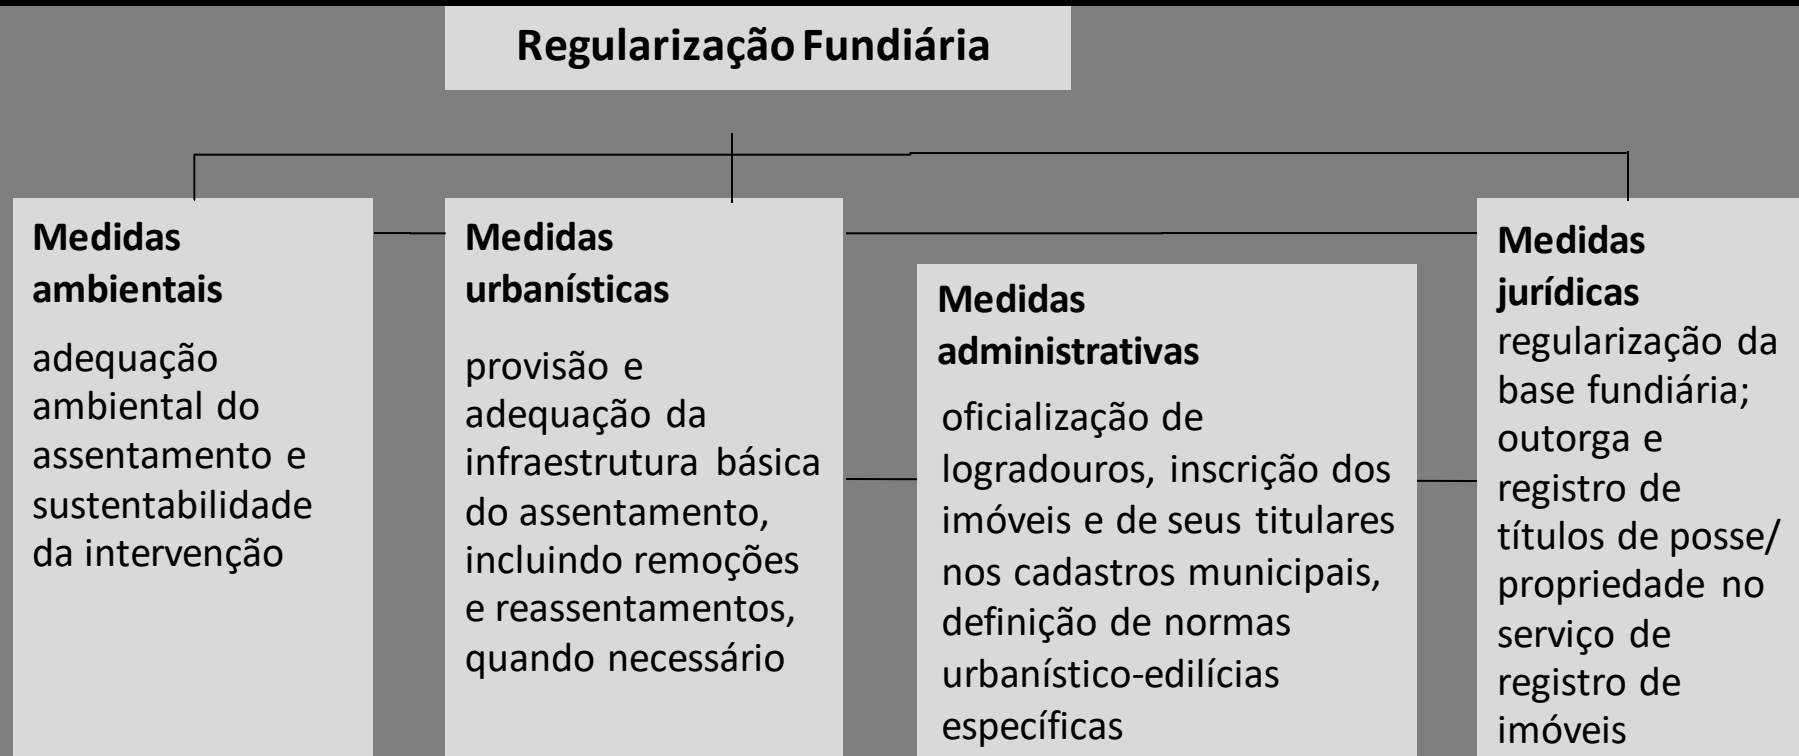 Regularização Fundiária
Medidas
ambientais
adequação
ambiental do
assentamento e
sustentabilidade
da intervenção
Medidas
urbanísticas
provisão e
adequação da
infraestrutura básica
do assentamento,
incluindo remoções
e reassentamentos,
quando necessário
Medidas
administrativas
oficialização de
logradouros, inscrição dos
imóveis e de seus titulares
nos cadastros municipais,
definição de normas
urbanístico-edilícias
específicas
Medidas
jurídicas
regularização da
base fundiária;
outorga e
registro de
títulos de posse/
propriedade no
serviço de
registro de
imóveis